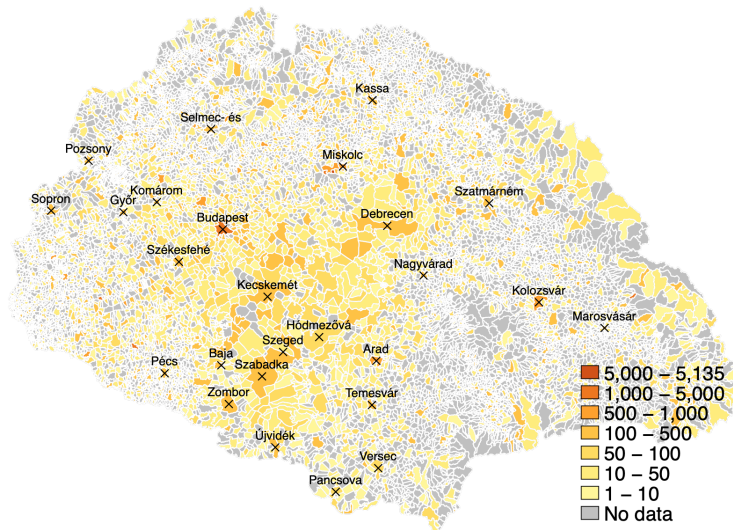 Kassa
Selmec- és
Pozsony
Miskolc
Sopron
Győr
Komárom
Szatmárném
Budapest
Debrecen
Székesfehé
Nagyvárad
Kecskemét
Kolozsvár
Marosvásár
Hódmezővá
Szeged
Pécs
Baja
Szabadka
Arad
Zombor
Temesvár
Újvidék
Versec
Pancsova
5,000 – 5,135
1,000 – 5,000
500 – 1,000
100 – 500
50 – 100
10 – 50
1 – 10
No data